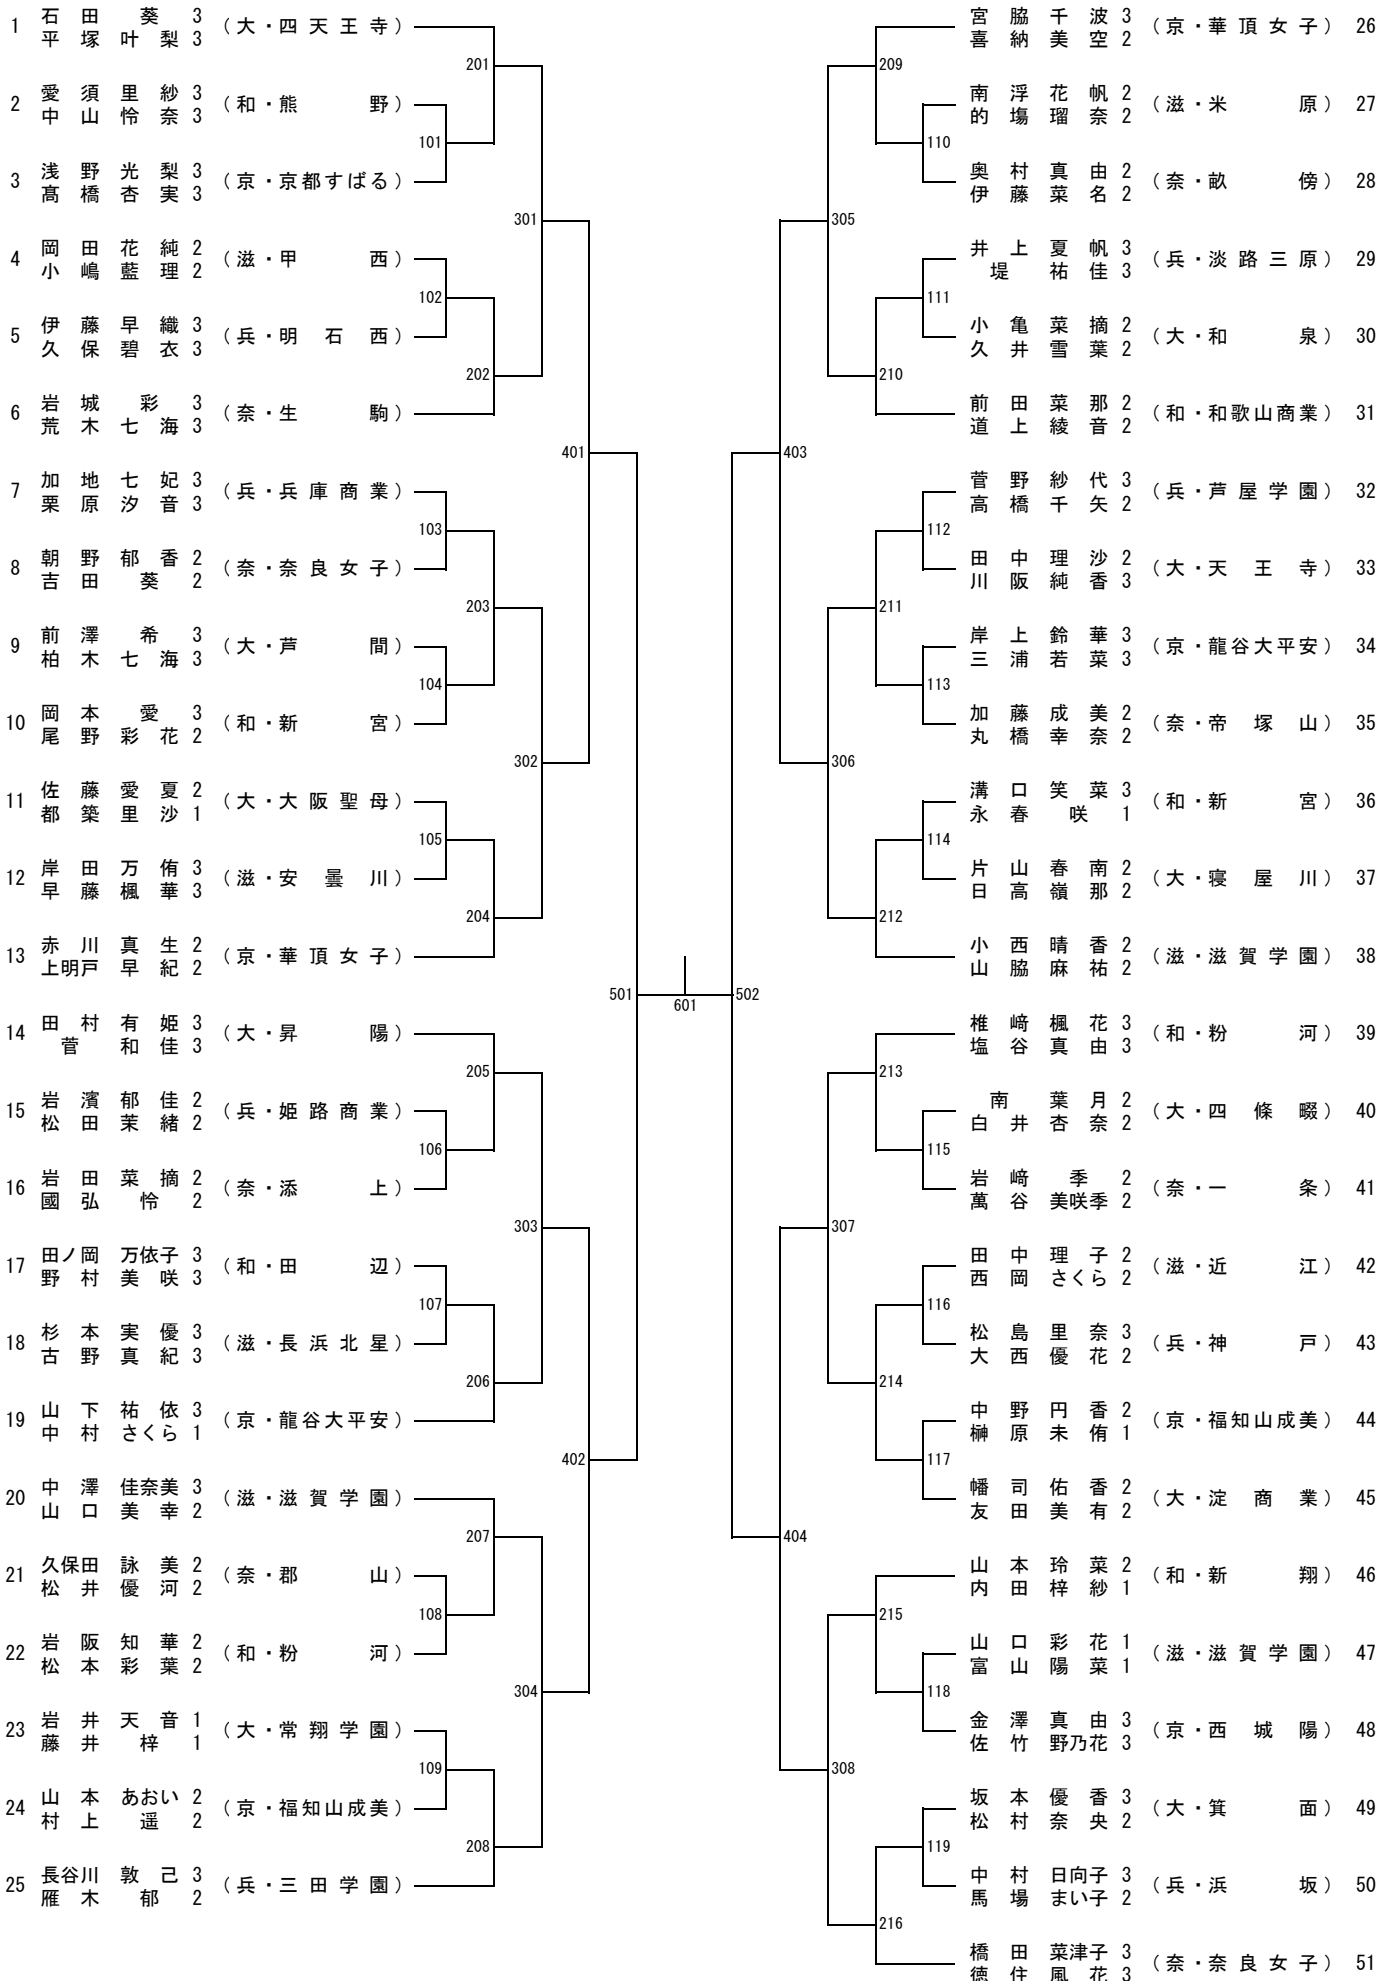 1 石田 葵 3 (大・四天王寺)
平塚 叶梨 3
201
2 愛須 里紗 3 (和・熊野)
中山 怜奈 3
101
3 浅野 光梨 3 (京・京都すばる)
髙橋 杏実 3
301
4 岡田 花純 2 (滋・甲西)
小嶋 藍理 2
102
5 伊藤 早織 3 (兵・明石西)
久保 碧衣 3
202
6 岩城 彩 3 (奈・生駒)
荒木 七海 3
401
7 加地 七妃 3 (兵・兵庫商業)
栗原 汐音 3
103
8 朝野 郁香 2 (奈・奈良女子)
吉田 葵 2
203
9 前澤 希 3 (大・芦間)
柏木 七海 3
104
10 岡本 愛 3 (和・新宮)
尾野 彩花 2
302
11 佐藤 愛夏 2 (大・大阪聖母)
都築 里沙 1
105
12 岸田 万侑 3 (滋・安曇川)
早藤 楓華 3
204
13 赤川 真生 2 (京・華頂女子)
上明戸 早紀 2
501
14 田村 有姫 3 (大・昇陽)
菅 和佳 3
205
15 岩濱 郁佳 2 (兵・姫路商業)
松田 茉緒 2
106
16 岩田 菜摘 2 (奈・添上)
國弘 怜 2
303
17 田ノ岡 万依子 3 (和・田辺)
野村 美咲 3
107
18 杉本 実優 3 (滋・長浜北星)
古野 真紀 3
206
19 山下 祐依 3 (京・龍谷大平安)
中村 さくら 1
402
20 中澤 佳奈美 3 (滋・滋賀学園)
山口 美幸 2
207
21 久保田 詠美 2 (奈・郡山)
松井 優河 2
108
22 岩阪 知華 2 (和・粉河)
松本 彩葉 2
304
23 岩井 天音 1 (大・常翔学園)
藤井 梓 1
109
24 山本 あおい 2 (京・福知山成美)
村上 遥 2
208
25 長谷川 敦己 3 (兵・三田学園)
雁木 郁 2
601
宮脇 千波 3 (京・華頂女子) 26
喜納 美空 2
209
南浮 花帆 2 (滋・米原) 27
的塲 瑠奈 2
110
奥村 真由 2 (奈・畝傍) 28
伊藤 菜名 2
305
井上 夏帆 3 (兵・淡路三原) 29
堤 祐佳 3
111
小亀 菜摘 2 (大・和泉) 30
久井 雪葉 2
210
前田 菜那 2 (和・和歌山商業) 31
道上 綾音 2
403
菅野 紗代 3 (兵・芦屋学園) 32
高橋 千矢 2
112
田中 理沙 2 (大・天王寺) 33
川阪 純香 3
211
岸上 鈴華 3 (京・龍谷大平安) 34
三浦 若菜 3
113
加藤 成美 2 (奈・帝塚山) 35
丸橋 幸奈 2
306
溝口 笑菜 3 (和・新宮) 36
永春 咲 1
114
片山 春南 2 (大・寝屋川) 37
日高 嶺那 2
212
小西 晴香 2 (滋・滋賀学園) 38
山脇 麻祐 2
502
椎﨑 楓花 3 (和・粉河) 39
塩谷 真由 3
213
南 葉月 2 (大・四條畷) 40
白井 杏奈 2
115
岩﨑 季 2 (奈・一条) 41
萬谷 美咲季 2
307
田中 理子 2 (滋・近江) 42
西岡 さくら 2
116
松島 里奈 3 (兵・神戸) 43
大西 優花 2
214
中野 円香 2 (京・福知山成美) 44
榊原 未侑 1
117
幡司 佑香 2 (大・淀商業) 45
友田 美有 2
404
山本 玲菜 2 (和・新翔) 46
内田 梓紗 1
215
山口 彩花 1 (滋・滋賀学園) 47
富山 陽菜 1
118
金澤 真由 3 (京・西城陽) 48
佐竹 野乃花 3
308
坂本 優香 3 (大・箕面) 49
松村 奈央 2
119
中村 日向子 3 (兵・浜坂) 50
馬場 まい子 2
216
橋田 菜津子 3 (奈・奈良女子) 51
徳住 風花 3